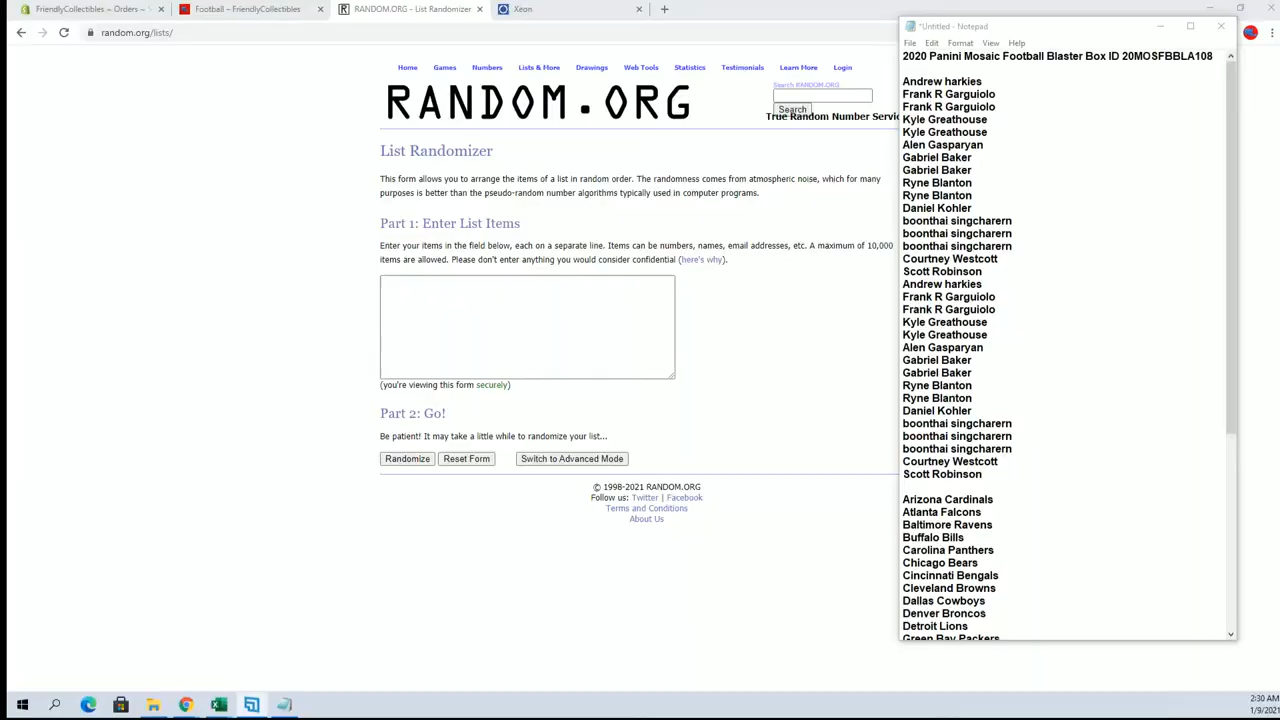 FriendlyCollectibles – Orders –
Football – FriendlyCollectibles
RANDOM.ORG - List Randomizer
Xeon
random.org/lists/
Home Games Numbers Lists & More Drawings Web Tools Statistics Testimonials Learn More Login
RANDOM.ORG
Search RANDOM.ORG
Search
True Random Number Servic
List Randomizer
This form allows you to arrange the items of a list in random order. The randomness comes from atmospheric noise, which for many
purposes is better than the pseudo-random number algorithms typically used in computer programs.
Part 1: Enter List Items
Enter your items in the field below, each on a separate line. Items can be numbers, names, email addresses, etc. A maximum of 10,000
items are allowed. Please don't enter anything you would consider confidential (here's why).
(you're viewing this form securely)
Part 2: Go!
Be patient! It may take a little while to randomize your list...
Randomize Reset Form Switch to Advanced Mode
© 1998-2021 RANDOM.ORG
Follow us: Twitter | Facebook
Terms and Conditions
About Us
*Untitled - Notepad
File Edit Format View Help
2020 Panini Mosaic Football Blaster Box ID 20MOSFBBLA108
Andrew harkies
Frank R Garguiolo
Frank R Garguiolo
Kyle Greathouse
Kyle Greathouse
Alen Gasparyan
Gabriel Baker
Gabriel Baker
Ryne Blanton
Ryne Blanton
Daniel Kohler
boonthai singcharern
boonthai singcharern
boonthai singcharern
Courtney Westcott
Scott Robinson
Andrew harkies
Frank R Garguiolo
Frank R Garguiolo
Kyle Greathouse
Kyle Greathouse
Alen Gasparyan
Gabriel Baker
Gabriel Baker
Ryne Blanton
Ryne Blanton
Daniel Kohler
boonthai singcharern
boonthai singcharern
boonthai singcharern
Courtney Westcott
Scott Robinson
Arizona Cardinals
Atlanta Falcons
Baltimore Ravens
Buffalo Bills
Carolina Panthers
Chicago Bears
Cincinnati Bengals
Cleveland Browns
Dallas Cowboys
Denver Broncos
Detroit Lions
Green Bay Packers
2:30 AM
1/9/2021